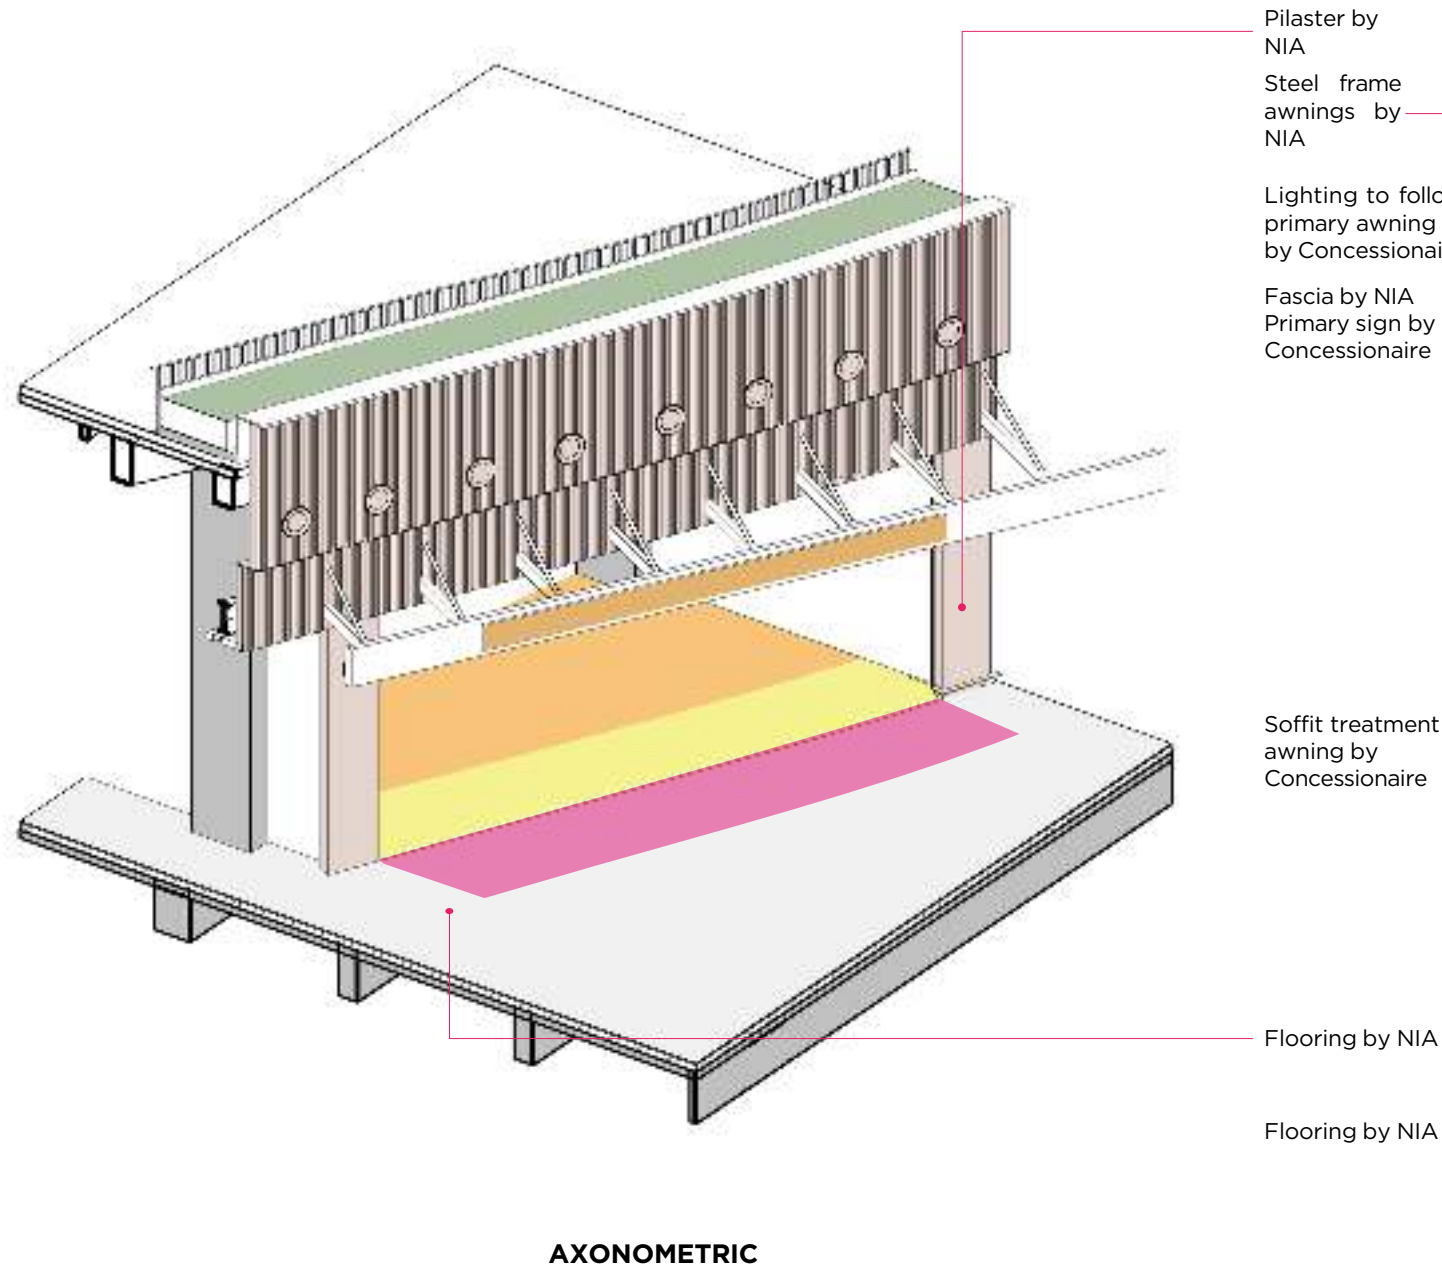 Pilaster by
NIA
Steel frame
awnings by
NIA
Lighting to follo
primary awning
by Concessionai
Fascia by NIA
Primary sign by
Concessionaire
Soffit treatment
awning by
Concessionaire
Flooring by NIA
Flooring by NIA
AXONOMETRIC